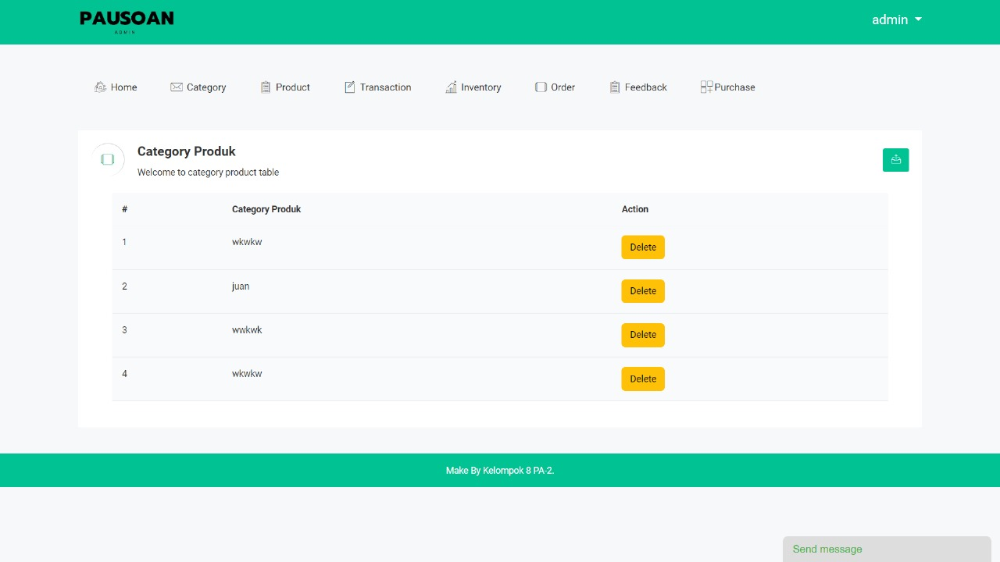 PAUSOAN
ADMIN
admin
Home Category Product Transaction Inventory Order Feedback Purchase
Category Produk
Welcome to category product table
# Category Produk Action
1 wkwkw Delete
2 juan Delete
3 wwkwk Delete
4 wkwkw Delete
Make By Kelompok 8 PA-2.
Send message